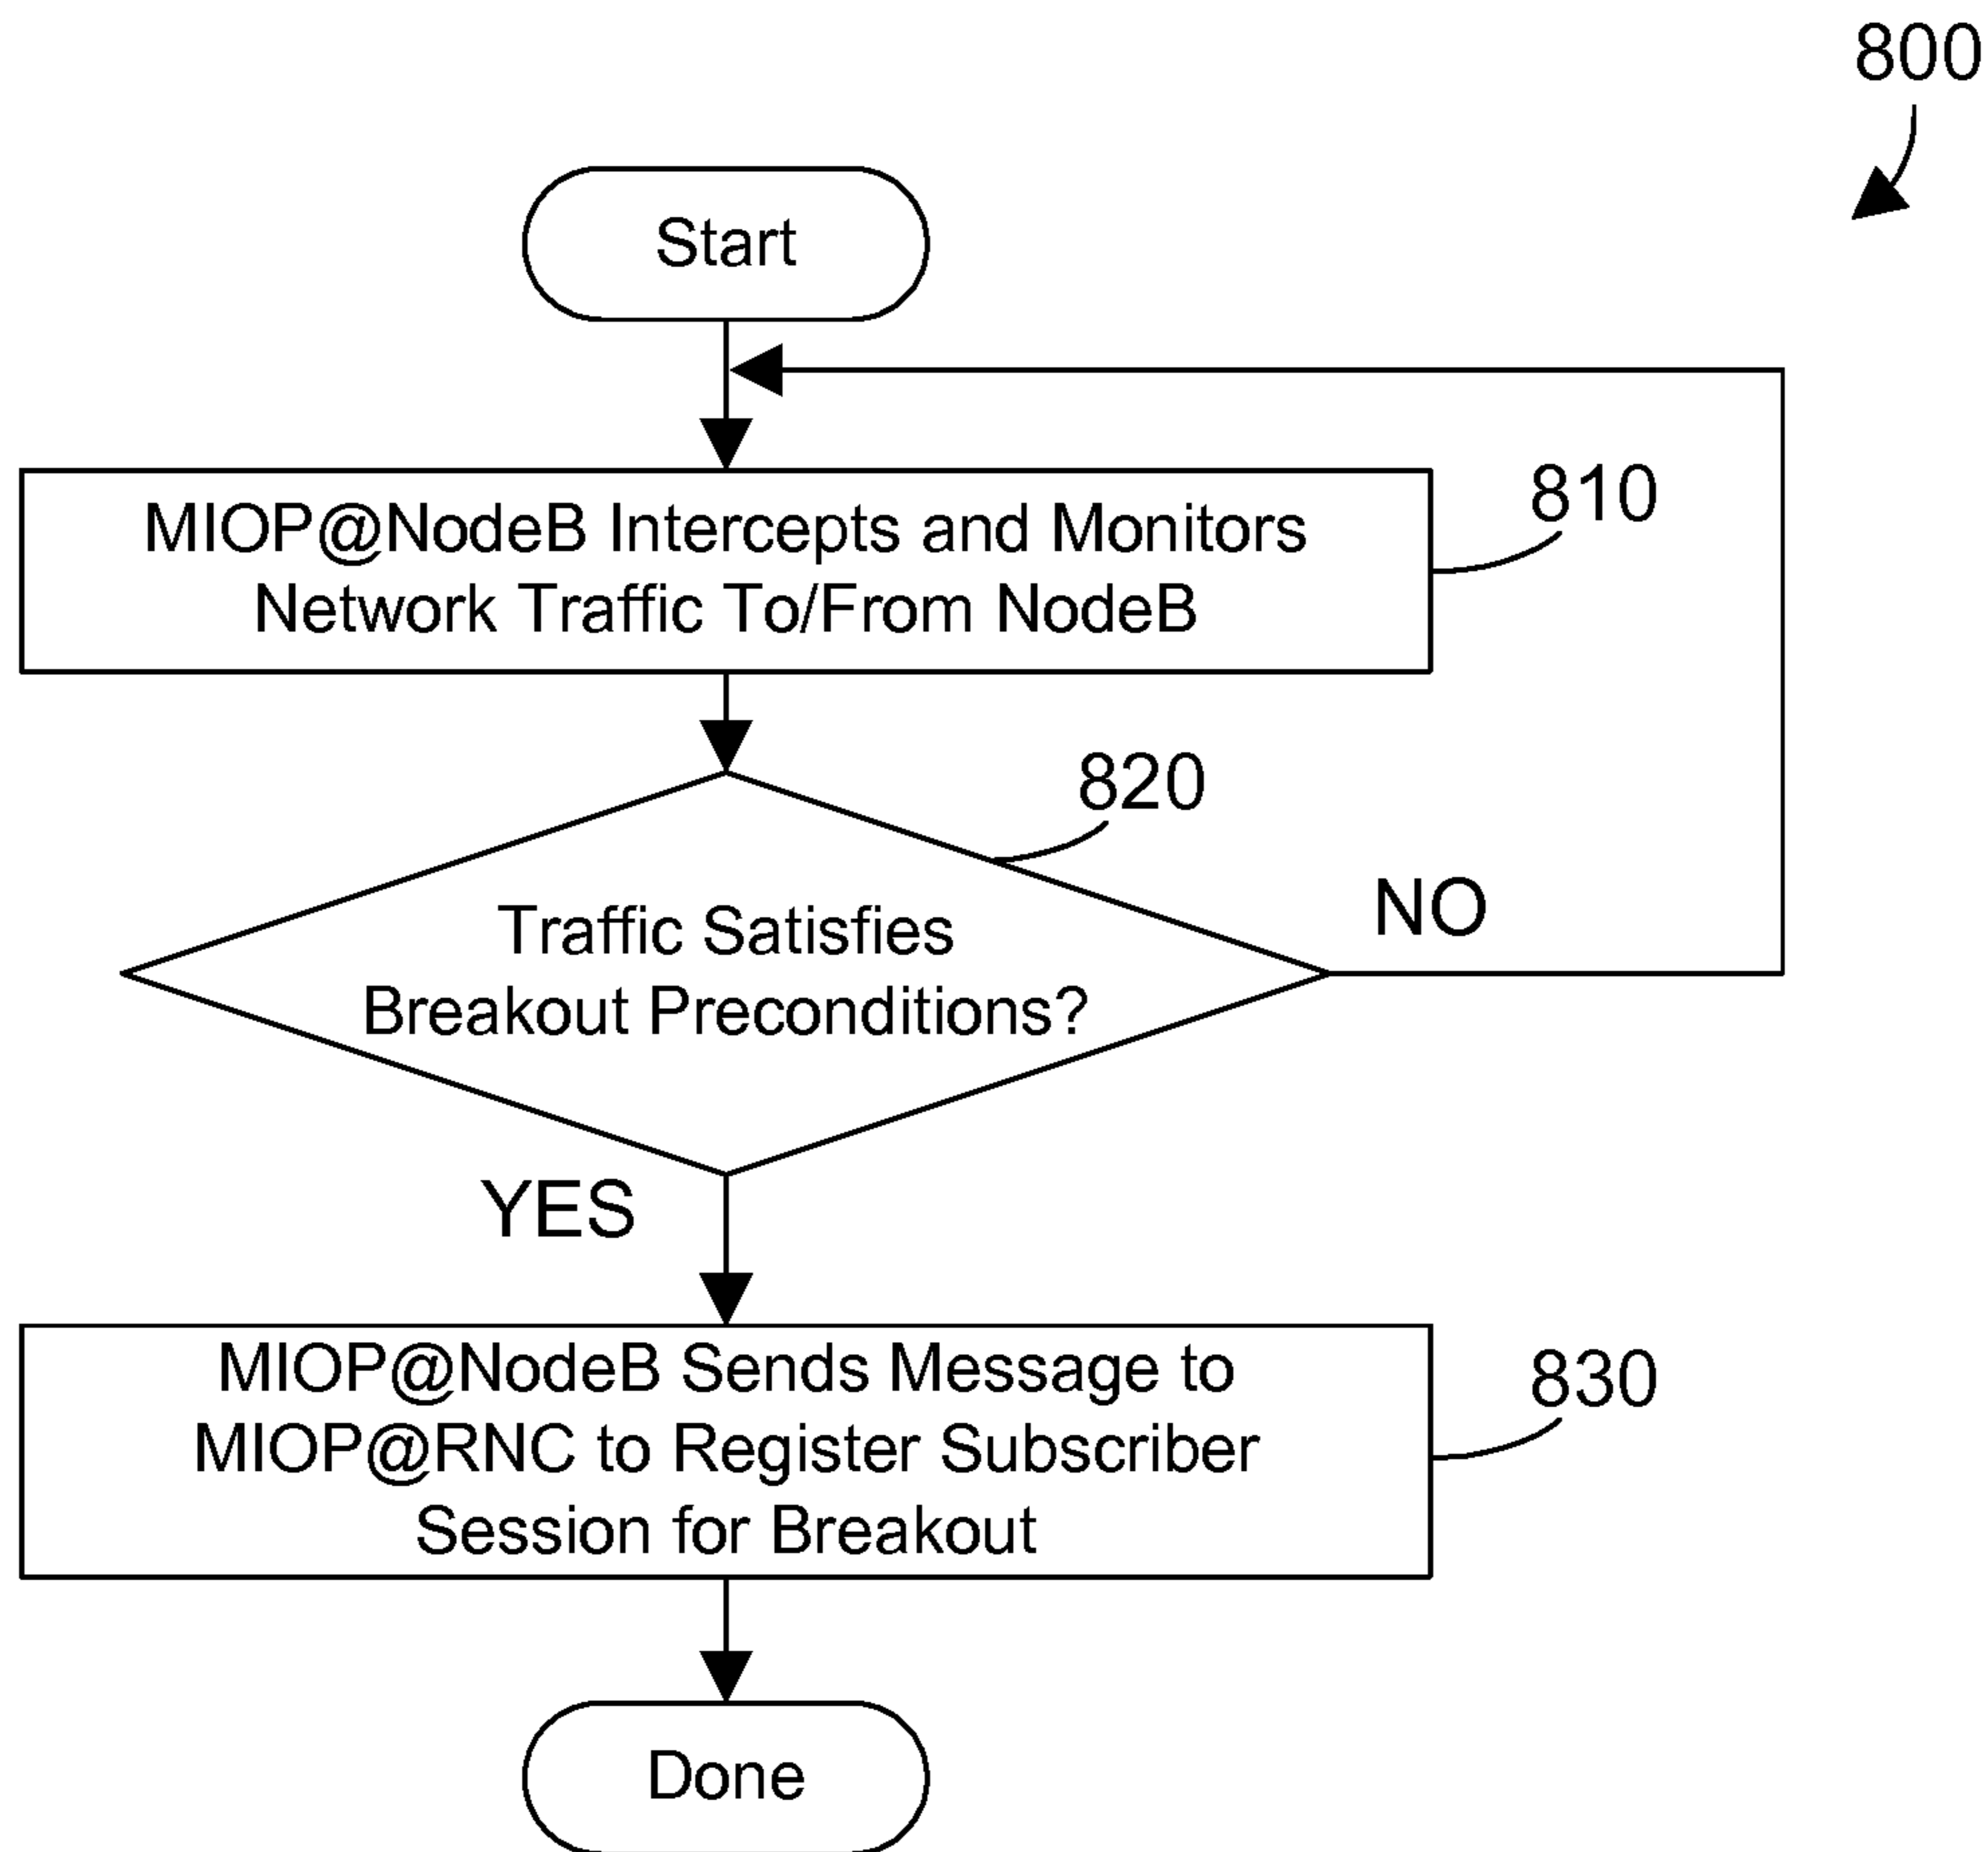 800
Start
MIOP@NodeB Intercepts and Monitors
Network Traffic To/From NodeB
810
820
Traffic Satisfies
Breakout Preconditions?
NO
YES
MIOP@NodeB Sends Message to
MIOP@RNC to Register Subscriber
Session for Breakout
830
Done